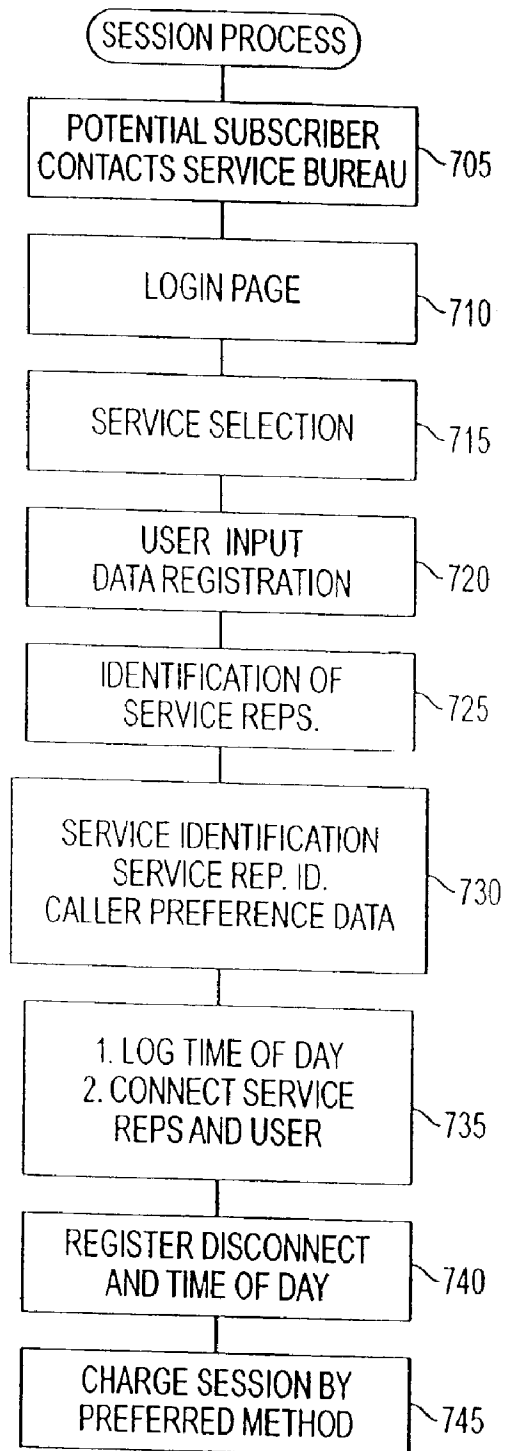 SESSION PROCESS
POTENTIAL SUBSCRIBER
CONTACTS SERVICE BUREAU
705
LOGIN PAGE
710
SERVICE SELECTION
715
USER INPUT
DATA REGISTRATION
720
IDENTIFICATION OF
SERVICE REPS.
725
SERVICE IDENTIFICATION
SERVICE REP. ID.
CALLER PREFERENCE DATA
730
1. LOG TIME OF DAY
2. CONNECT SERVICE
REPS AND USER
735
REGISTER DISCONNECT
AND TIME OF DAY
740
CHARGE SESSION BY
PREFERRED METHOD
745